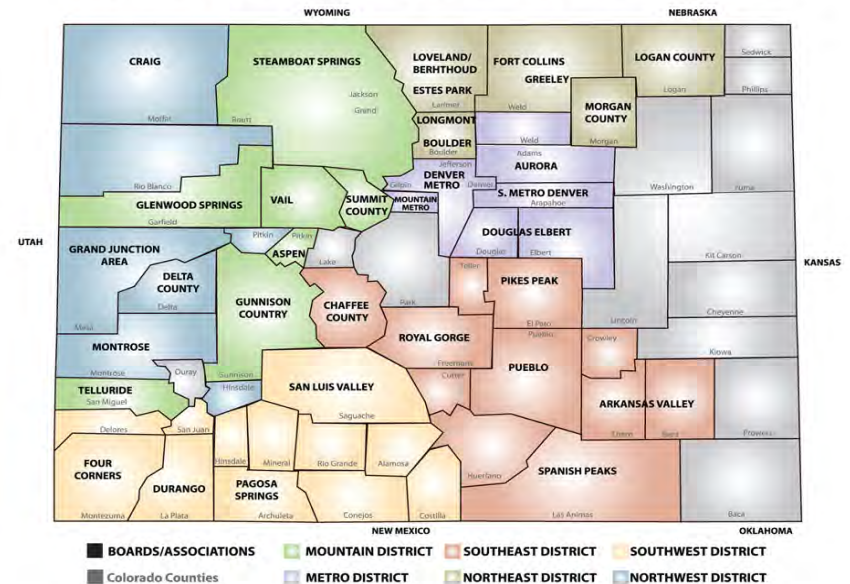 WYOMING
NEBRASKA
CRAIG
STEAMBOAT SPRINGS
LOVELAND/
BERTHOUD
FORT COLLINS
LOGAN COUNTY
Sedwick
GREELEY
ESTES PARK
Jackson
Larimer
Logan
Phillips
Grand
Weld
MORGAN
COUNTY
Moffit
Routt
LONGMONT
BOULDER
Boulder
Weld
Morgan
Adams
Jefferson
AURORA
DENVER
METRO
Rio Blanco
Gilpin
Denver
Washington
Yuma
S. METRO DENVER
Arapahoe
GLENWOOD SPRINGS
VAIL
SUMMIT
COUNTY
MOUNTAIN
METRO
Garfield
UTAH
GRAND JUNCTION
AREA
Pitkin
Pitkin
DOUGLAS ELBERT
Douglas
Elbert
ASPEN
Lake
Kit Carson
KANSAS
Teller
DELTA
COUNTY
PIKES PEAK
GUNNISON
COUNTRY
CHAFFEE
COUNTY
Park
Delta
Cheyenne
Mesa
El Paso
Lincoln
ROYAL GORGE
Pueblo
Crowley
MONTROSE
Kiowa
Fremont
PUEBLO
Montrose
Ouray
Gunnison
Custer
TELLURIDE
San Miguel
Hinsdale
SAN LUIS VALLEY
ARKANSAS VALLEY
Saguache
Delores
San Juan
Bent
Prowers
FOUR
CORNERS
Hinsdale
Mineral
Rio Grande
Alamosa
Huerfano
SPANISH PEAKS
DURANGO
PAGOSA
SPRINGS
Montezuma
La Plata
Archuleta
Conejos
Costilla
Las Animas
Baca
NEW MEXICO
OKLAHOMA
BOARDS/ASSOCIATIONS
MOUNTAIN DISTRICT
SOUTHEAST DISTRICT
SOUTHWEST DISTRICT
Colorado Counties
METRO DISTRICT
NORTHEAST DISTRICT
NORTHWEST DISTRICT